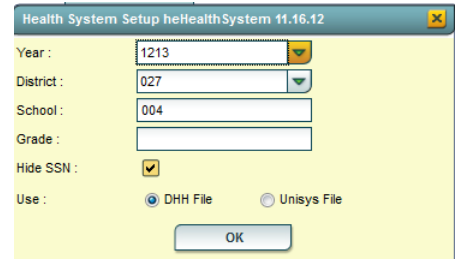 Health System Setup heHealthSystem 11.16.12
Year : 1213
District : 027
School : 004
Grade :
Hide SSN :
Use : DHH File Unisys File
OK